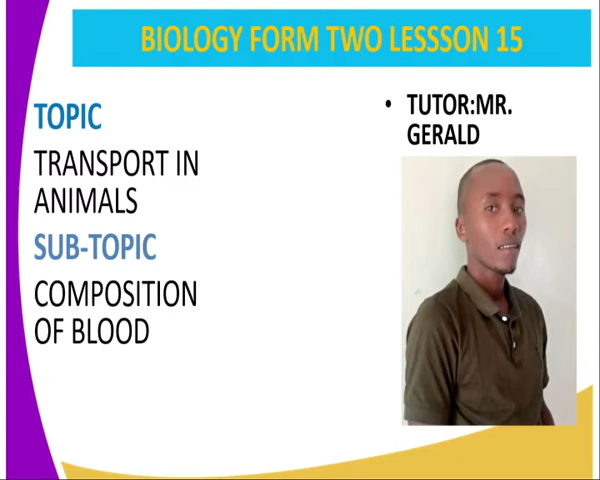 BIOLOGY FORM TWO LESSSON 15
TOPIC
TRANSPORT IN
ANIMALS
SUB-TOPIC
COMPOSITION
OF BLOOD
• TUTOR:MR.
GERALD